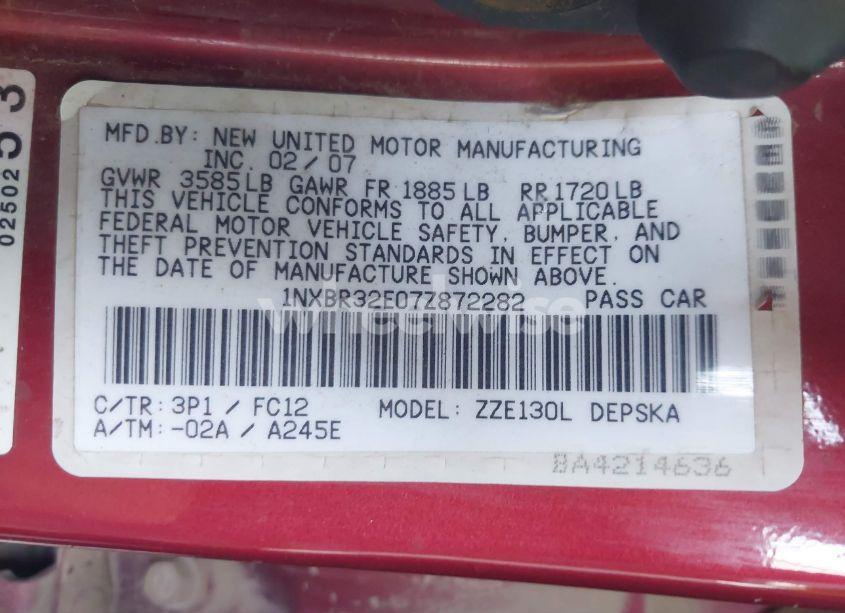 02502 53
MFD.BY: NEW UNITED MOTOR MANUFACTURING
INC. 02/07
GVWR 3585LB GAWR FR 1885LB RR 1720LB
THIS VEHICLE CONFORMS TO ALL APPLICABLE
FEDERAL MOTOR VEHICLE SAFETY, BUMPER, AND
THEFT PREVENTION STANDARDS IN EFFECT ON
THE DATE OF MANUFACTURE SHOWN ABOVE.
1NXBR32E07Z872282 PASS CAR
wheelwise
C/TR: 3P1 / FC12 MODEL: ZZE130L DEPSKA
A/TM: -02A / A245E
BA4214636